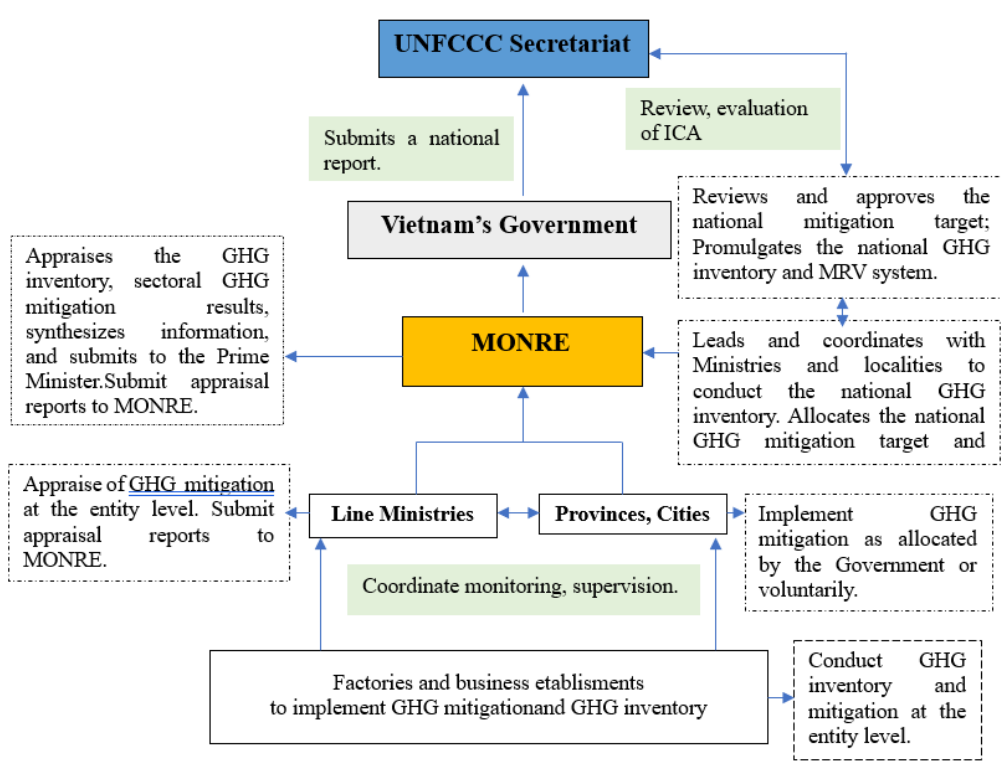 UNFCCC Secretariat
Review, evaluation
of ICA
Submits a national
report.
Reviews and approves the
national mitigation target;
Promulgates the national GHG
inventory and MRV system.
Vietnam's Government
Appraises the GHG
inventory, sectoral GHG
mitigation results,
synthesizes information,
and submits to the Prime
Minister.Submit appraisal
reports to MONRE.
MONRE
Leads and coordinates with
Ministries and localities to
conduct the national GHG
inventory. Allocates the national
GHG mitigation target and
Appraise of GHG mitigation
at the entity level. Submit
appraisal reports to
MONRE.
Line Ministries
Provinces, Cities
Implement GHG
mitigation as allocated
by the Government or
voluntarily.
Coordinate monitoring, supervision.
Factories and business etablisments
to implement GHG mitigationand GHG inventory
Conduct GHG
inventory and
mitigation at the
entity level.